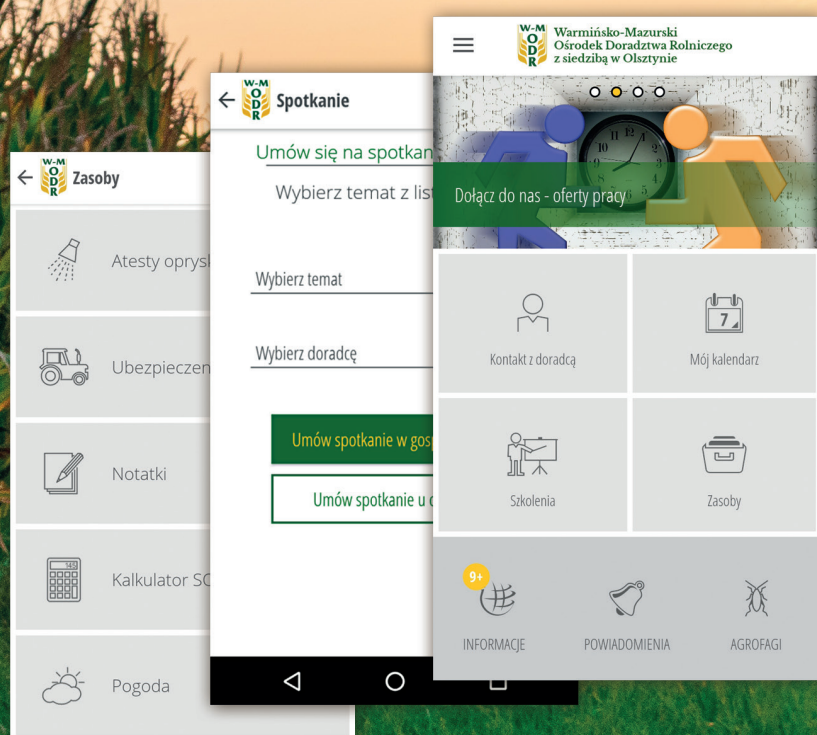 W-M
ODR
Zasoby
Atesty oprysk
Ubezpieczen
Notatki
Kalkulator SO
Pogoda
W-M
ODR
Spotkanie
Umów się na spotkan
Wybierz temat z list
Wybierz temat
Wybierz doradcę
Umów spotkanie w gosp
Umów spotkanie u d
W-M
ODR
Warmińsko-Mazurski
Ośrodek Doradztwa Rolniczego
z siedzibą w Olsztynie
Dołącz do nas - oferty pracy
Kontakt z doradcą
7
Mój kalendarz
Szkolenia
Zasoby
9+
INFORMACJE
POWIADOMIENIA
AGROFAGI